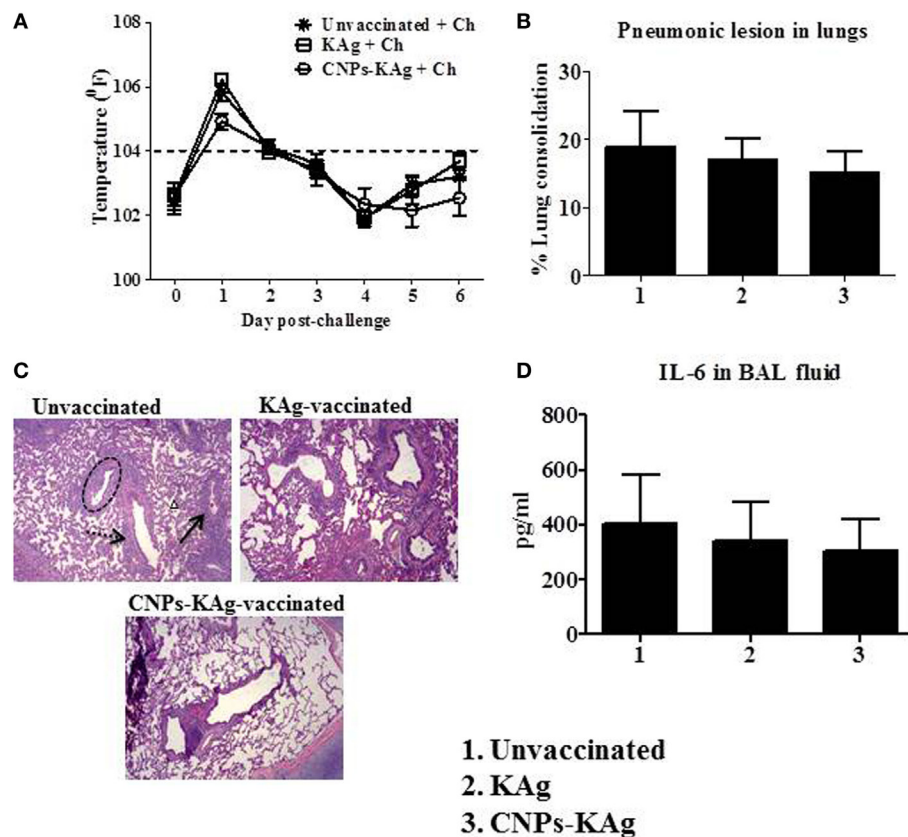 A
Unvaccinated + Ch
KAg + Ch
CNPs-KAg + Ch
Temperature (⁰F)
108
106
104
102
100
0 1 2 3 4 5 6
Day post-challenge
B
Pneumonic lesion in lungs
% Lung consolidation
30
20
10
0
1 2 3
C
Unvaccinated
KAg-vaccinated
CNPs-KAg-vaccinated
D
IL-6 in BAL fluid
pg/ml
800
600
400
200
0
1 2 3
1. Unvaccinated
2. KAg
3. CNPs-KAg